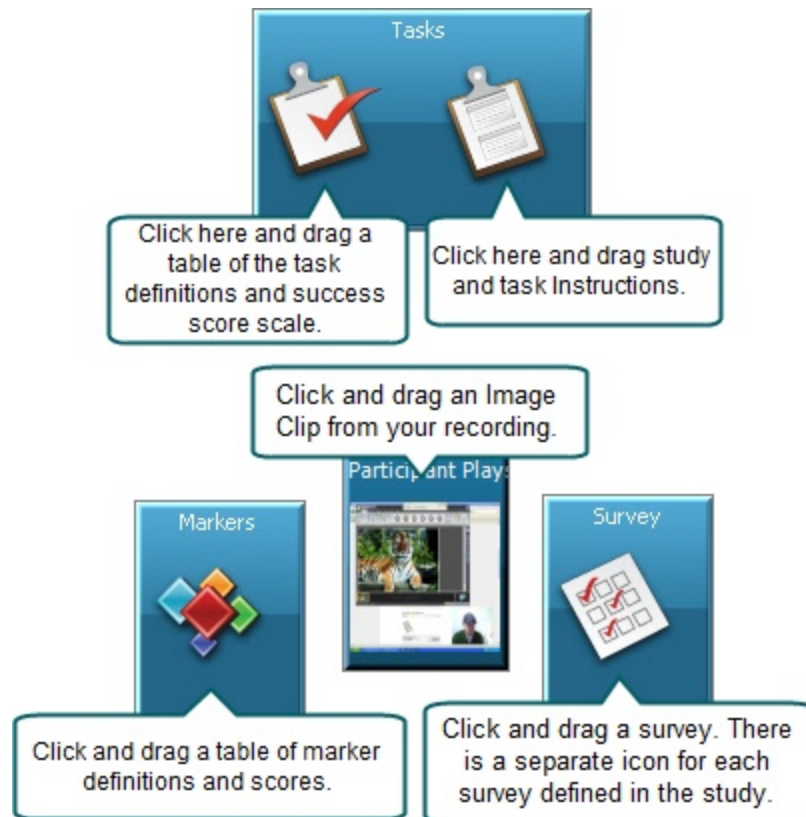 Tasks
Click here and drag a
table of the task
definitions and success
score scale.
Click here and drag study
and task Instructions.
Click and drag an Image
Clip from your recording.
Participant Plays
Markers
Survey
Click and drag a table of marker
definitions and scores.
Click and drag a survey. There
is a separate icon for each
survey defined in the study.